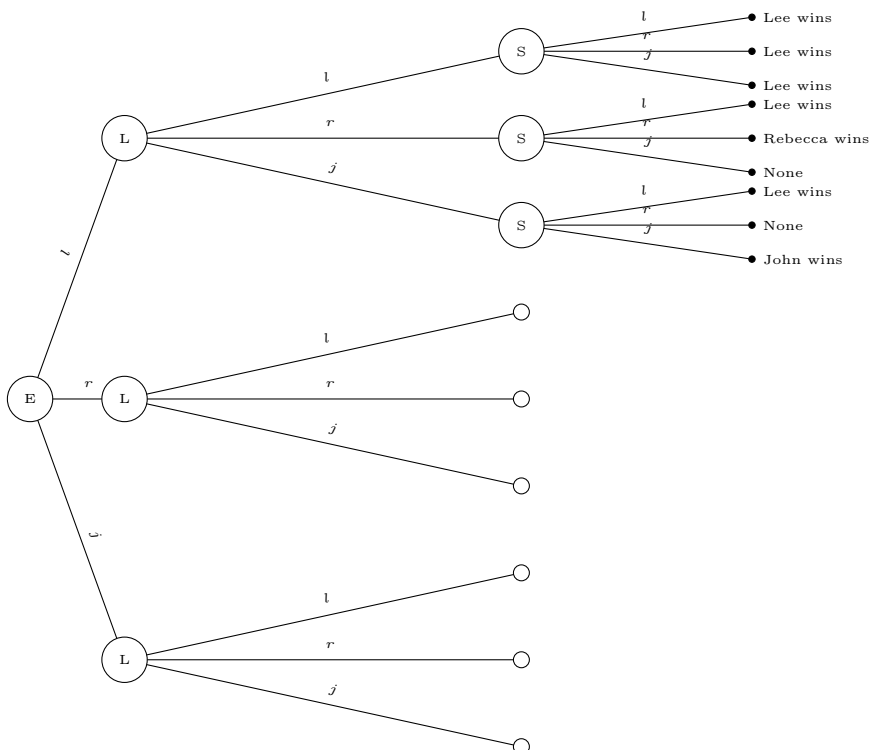 l Lee wins
S r Lee wins
j Lee wins
l
l Lee wins
L r S r Rebecca wins
j None
j
l Lee wins
S r None
j John wins
l
l
E r L r
j
j
l
L r
j